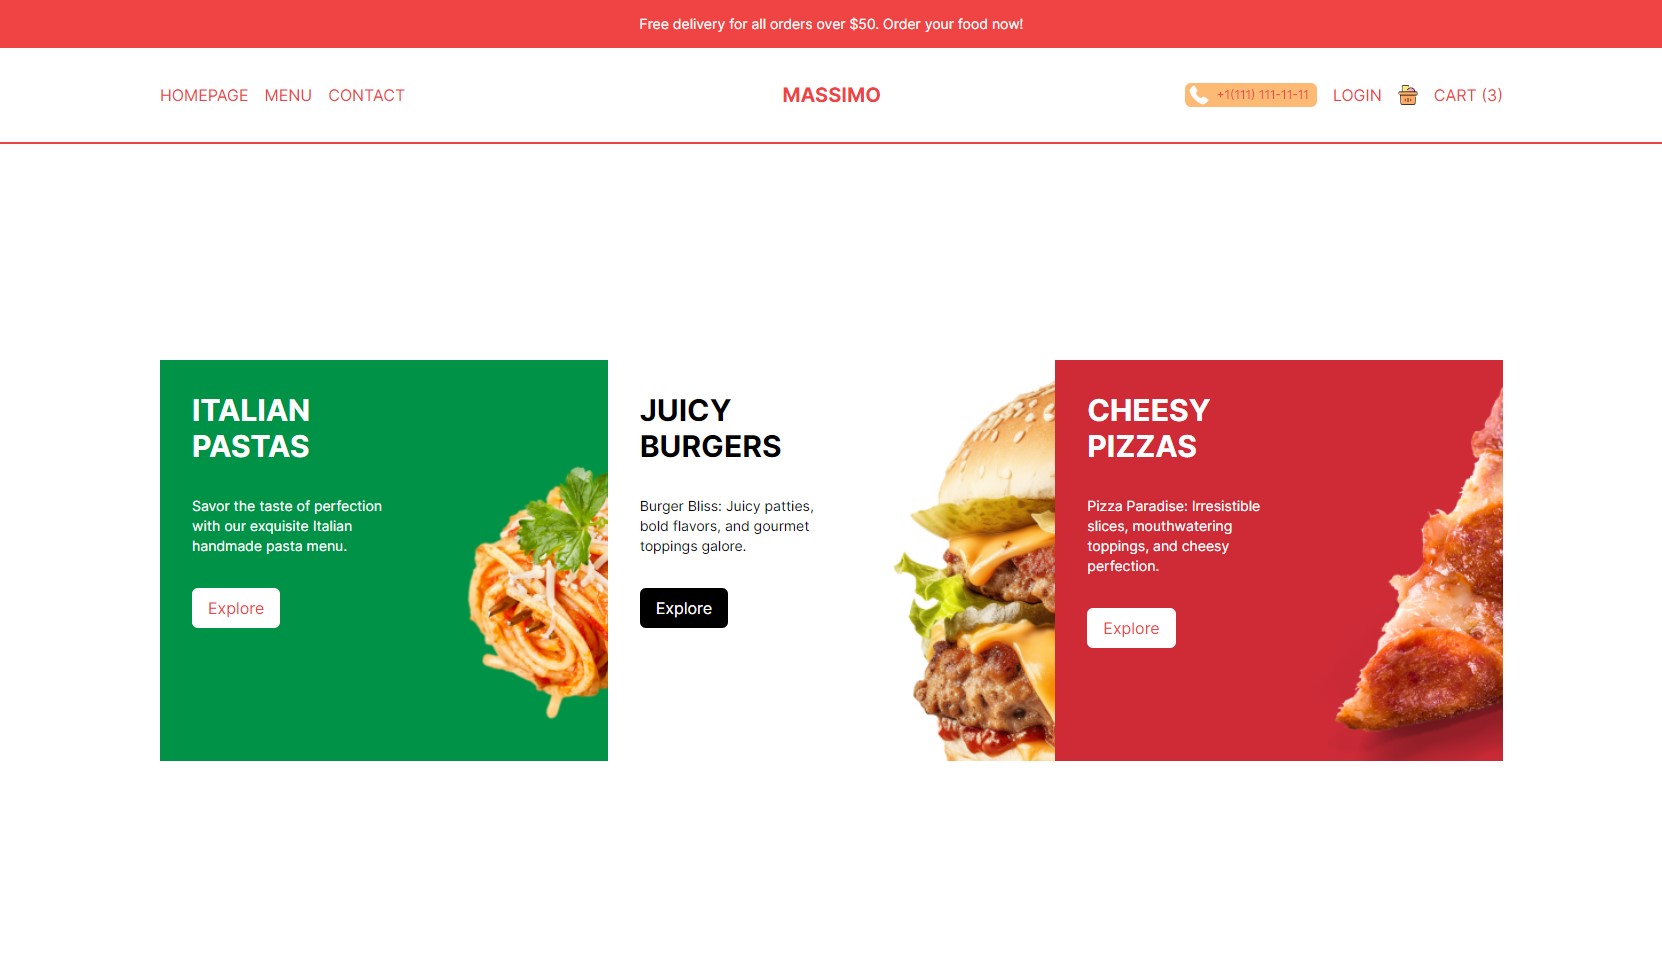 Free delivery for all orders over $50. Order your food now!
HOMEPAGE MENU CONTACT
MASSIMO
+1(111) 111-11-11
LOGIN
CART (3)
ITALIAN
PASTAS
Savor the taste of perfection
with our exquisite Italian
handmade pasta menu.
Explore
JUICY
BURGERS
Burger Bliss: Juicy patties,
bold flavors, and gourmet
toppings galore.
Explore
CHEESY
PIZZAS
Pizza Paradise: Irresistible
slices, mouthwatering
toppings, and cheesy
perfection.
Explore